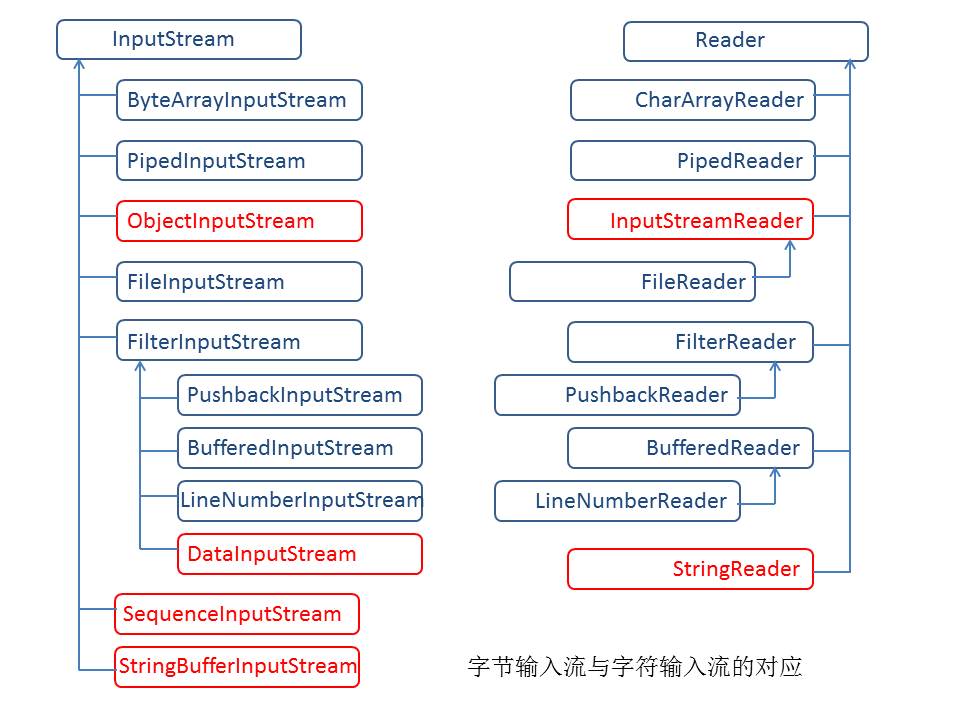 InputStream
ByteArrayInputStream
PipedInputStream
ObjectInputStream
FileInputStream
FilterInputStream
PushbackInputStream
BufferedInputStream
LineNumberInputStream
DataInputStream
SequenceInputStream
StringBufferInputStream
Reader
CharArrayReader
PipedReader
InputStreamReader
FileReader
FilterReader
PushbackReader
BufferedReader
LineNumberReader
StringReader
字节输入流与字符输入流的对应